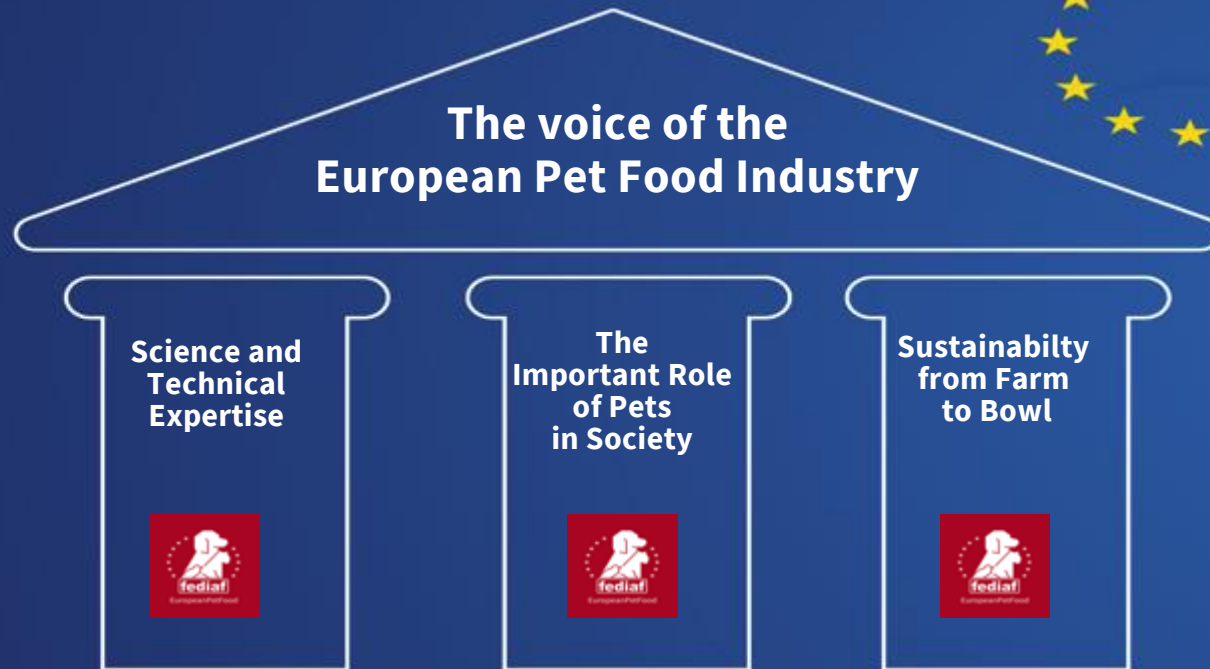 The voice of the
European Pet Food Industry
Science and
Technical
Expertise
The
Important Role
of Pets
in Society
Sustainabilty
from Farm
to Bowl
fediaf
EuropeanPetFood
fediaf
EuropeanPetFood
fediaf
EuropeanPetFood